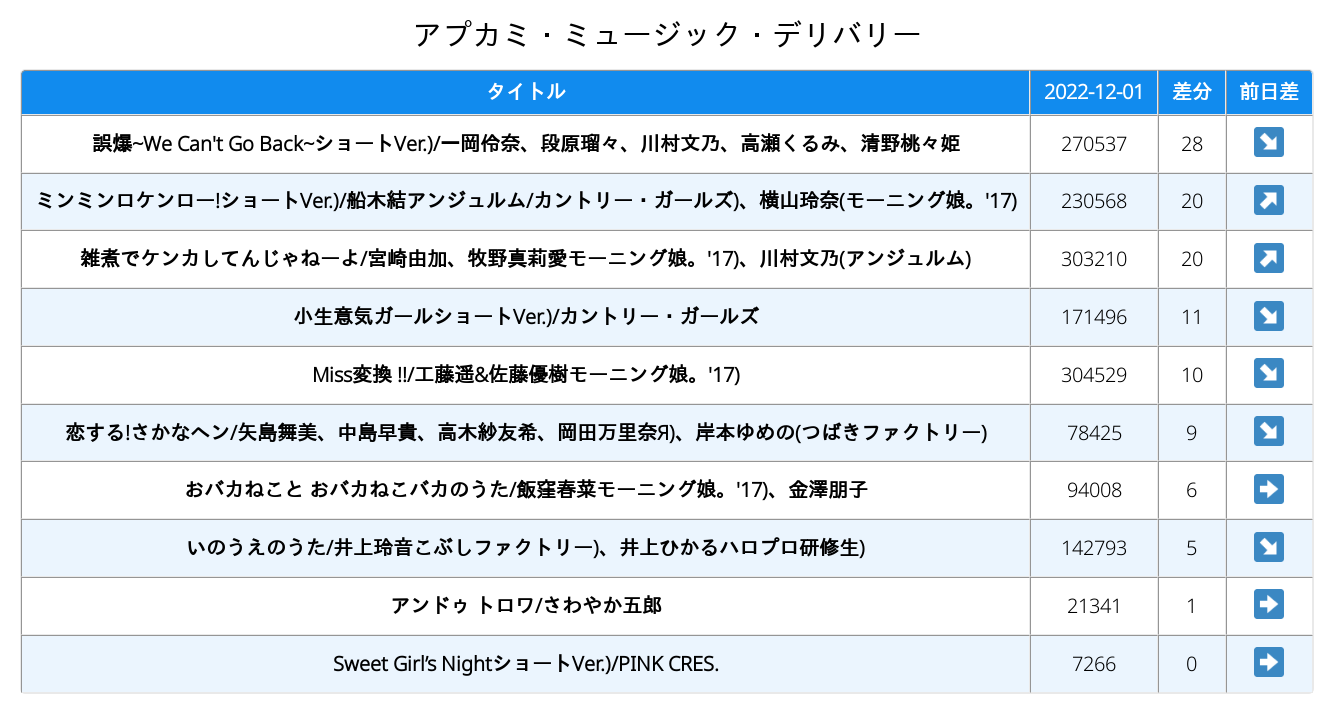 アプカミ・ミュージック・デリバリー
タイトル 2022-12-01 差分 前日差
誤爆~We Can't Go Back~ショートVer.)/一岡伶奈、段原瑠々、川村文乃、高瀬くるみ、清野桃々姫 270537 28
ミンミンロケンロー!ショートVer.)/船木結アンジュルム/カントリー・ガールズ)、横山玲奈(モーニング娘。'17) 230568 20
雑煮でケンカしてんじゃねーよ/宮崎由加、牧野真莉愛モーニング娘。'17)、川村文乃(アンジュルム) 303210 20
小生意気ガールショートVer.)/カントリー・ガールズ 171496 11
Miss変換 !!/工藤遥&佐藤優樹モーニング娘。'17) 304529 10
恋する!さかなヘン/矢島舞美、中島早貴、高木紗友希、岡田万里奈Я)、岸本ゆめの(つばきファクトリー) 78425 9
おバカねこと おバカねこバカのうた/飯窪春菜モーニング娘。'17)、金澤朋子 94008 6
いのうえのうた/井上玲音こぶしファクトリー)、井上ひかるハロプロ研修生) 142793 5
アンドゥ トロワ/さわやか五郎 21341 1
Sweet Girl’s NightショートVer.)/PINK CRES. 7266 0